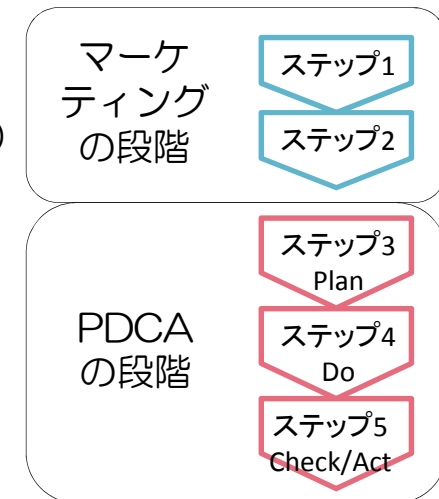 マーケ
ティング
の段階
ステップ1
ステップ2
)
PDCA
の段階
ステップ3
Plan
ステップ4
Do
ステップ5
Check/Act